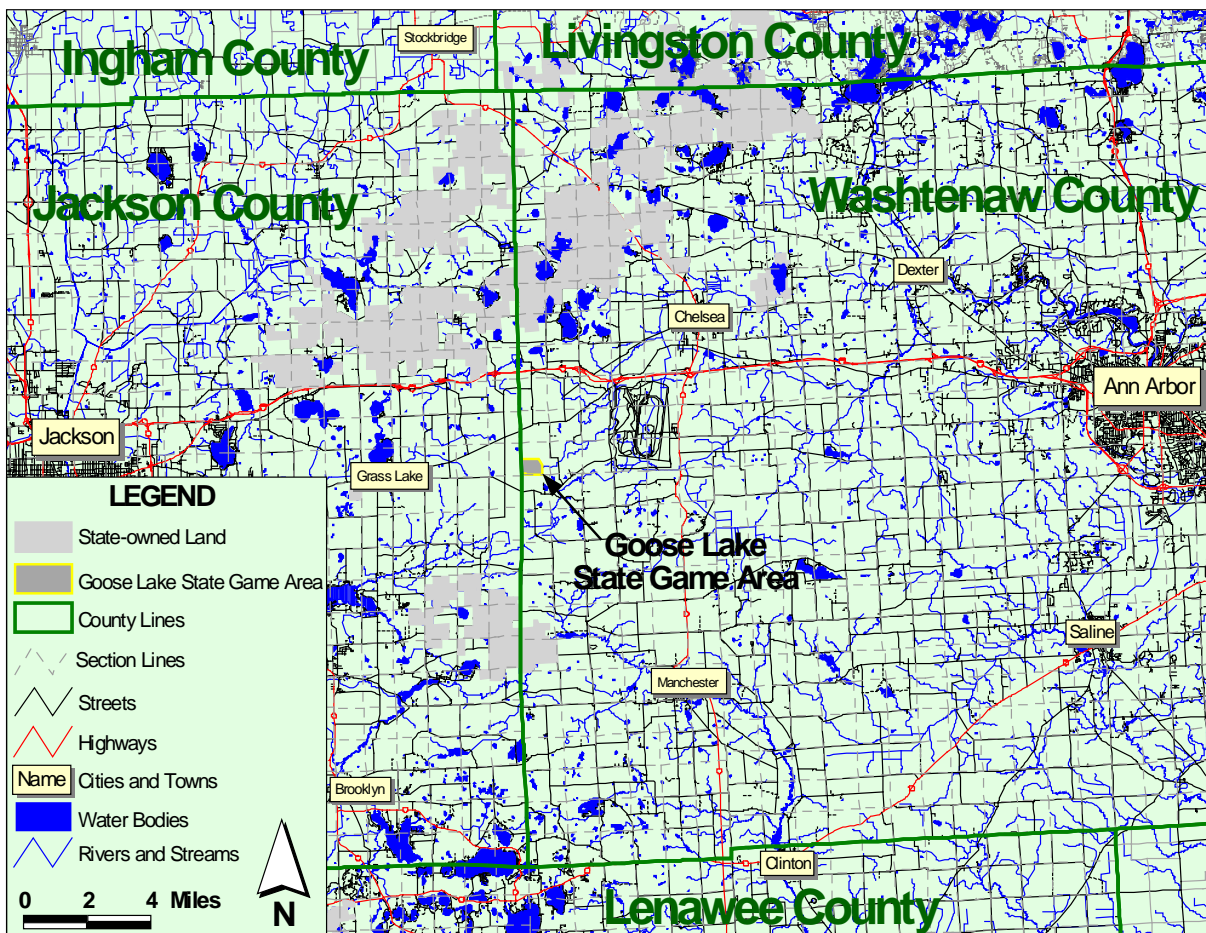 Stockbridge
Ingham County
Livingston County
Jackson County
Washtenaw County
Dexter
Chelsea
Ann Arbor
Jackson
Grass Lake
Goose Lake
State Game Area
Saline
Manchester
Brooklyn
Clinton
Lenawee County
LEGEND
State-owned Land
Goose Lake State Game Area
County Lines
Section Lines
Streets
Highways
Name Cities and Towns
Water Bodies
Rivers and Streams
0 2 4 Miles
N